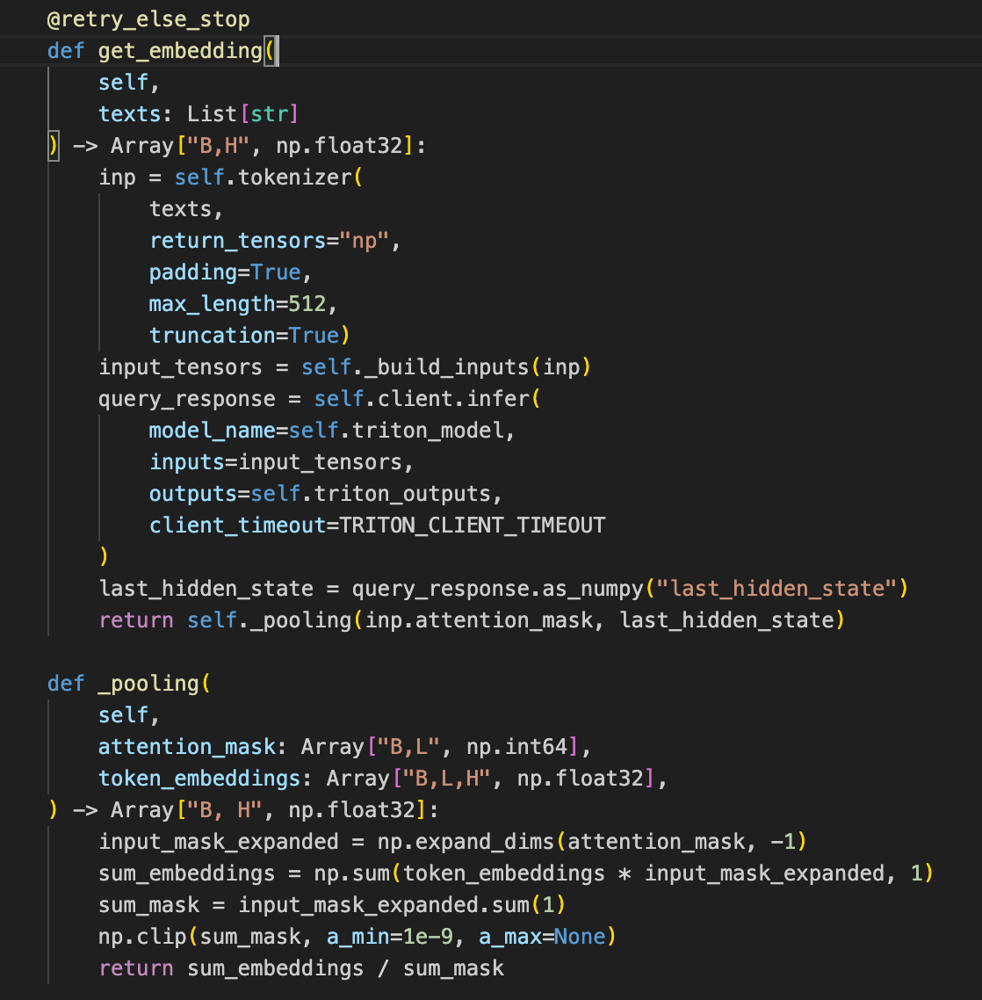 @retry_else_stop
def get_embedding(
    self,
    texts: List[str]
) -> Array["B,H", np.float32]:
    inp = self.tokenizer(
        texts,
        return_tensors="np",
        padding=True,
        max_length=512,
        truncation=True)
    input_tensors = self._build_inputs(inp)
    query_response = self.client.infer(
        model_name=self.triton_model,
        inputs=input_tensors,
        outputs=self.triton_outputs,
        client_timeout=TRITON_CLIENT_TIMEOUT
    )
    last_hidden_state = query_response.as_numpy("last_hidden_state")
    return self._pooling(inp.attention_mask, last_hidden_state)

def _pooling(
    self,
    attention_mask: Array["B,L", np.int64],
    token_embeddings: Array["B,L,H", np.float32],
) -> Array["B, H", np.float32]:
    input_mask_expanded = np.expand_dims(attention_mask, -1)
    sum_embeddings = np.sum(token_embeddings * input_mask_expanded, 1)
    sum_mask = input_mask_expanded.sum(1)
    np.clip(sum_mask, a_min=1e-9, a_max=None)
    return sum_embeddings / sum_mask